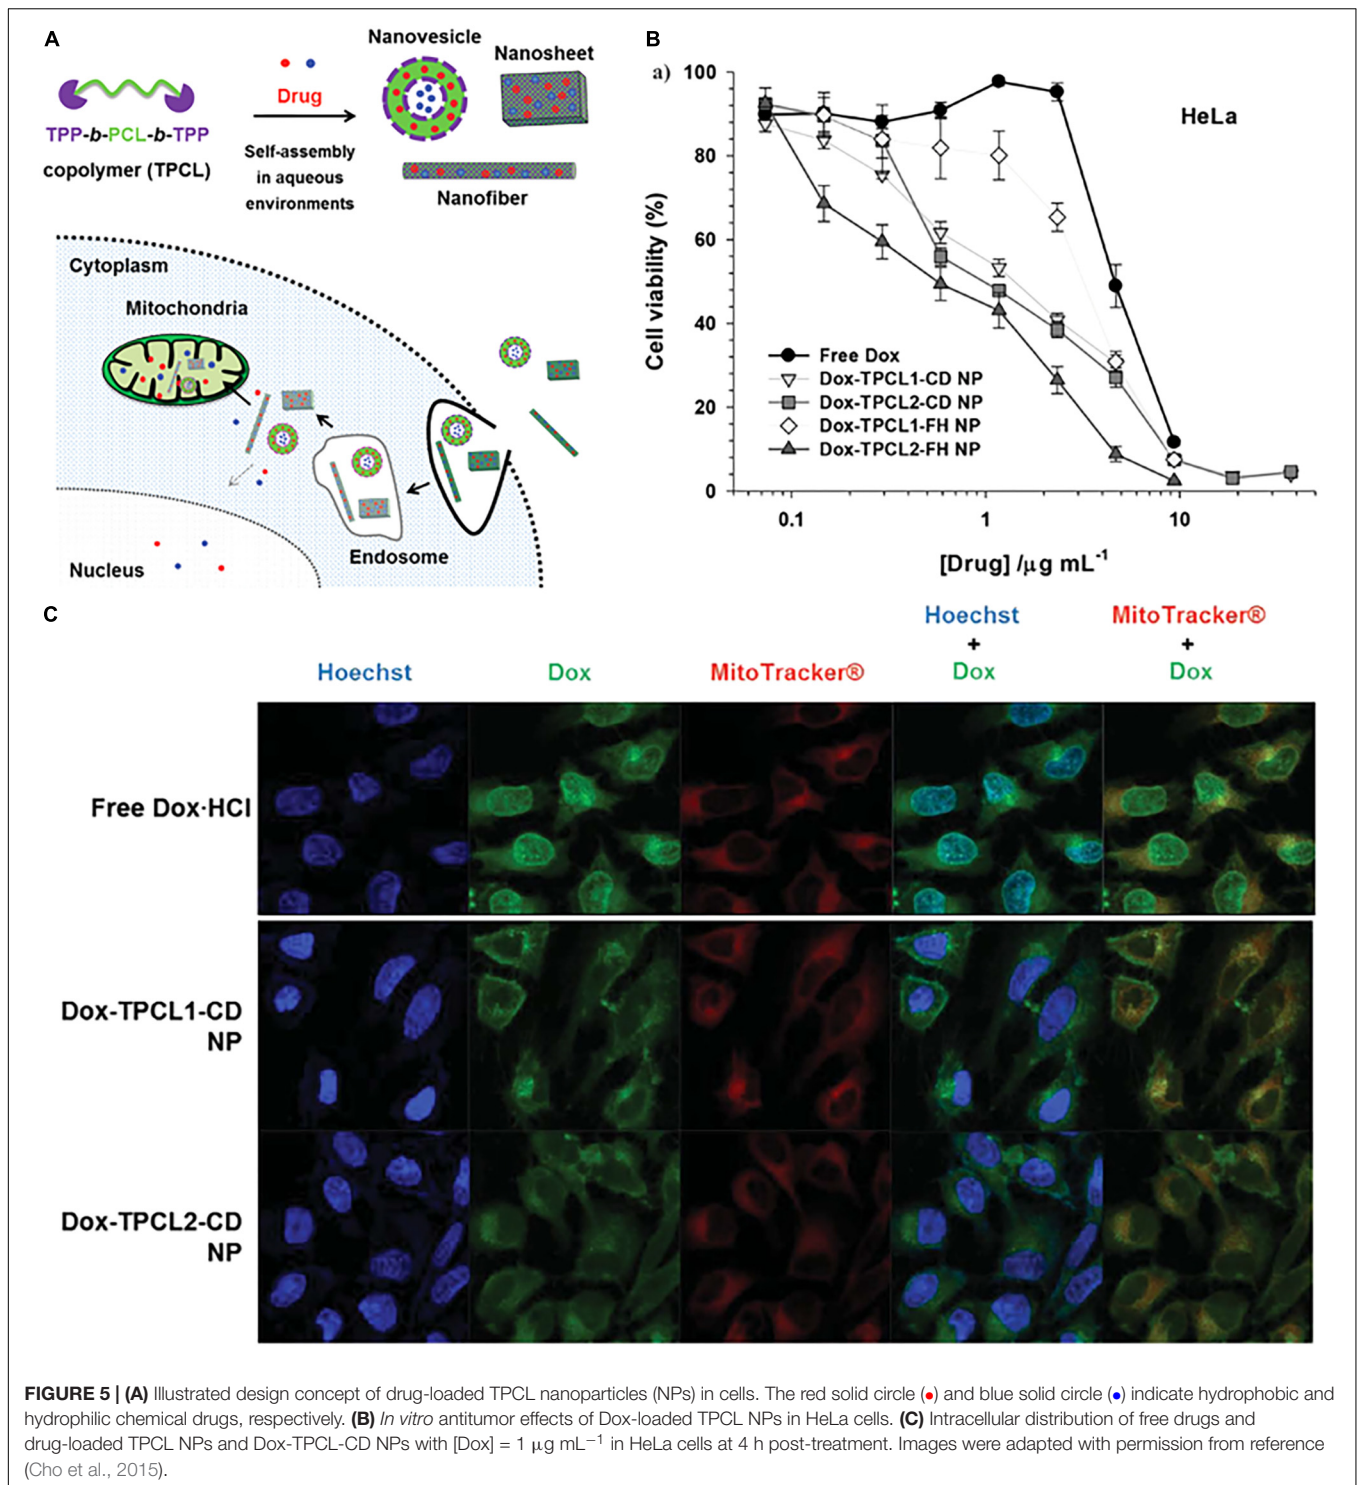 A
Nanovesicle
Nanosheet
Drug
TPP-b-PCL-b-TPP
copolymer (TPCL)
Self-assembly
in aqueous
environments
Nanofiber
Cytoplasm
Mitochondria
Endosome
Nucleus
B
a)
HeLa
Cell viability (%)
100
80
60
40
20
0
Free Dox
Dox-TPCL1-CD NP
Dox-TPCL2-CD NP
Dox-TPCL1-FH NP
Dox-TPCL2-FH NP
0.1
1
10
[Drug] /μg mL-1
C
Hoechst
Dox
MitoTracker®
Hoechst
+
Dox
MitoTracker®
+
Dox
Free Dox·HCl
Dox-TPCL1-CD
NP
Dox-TPCL2-CD
NP
FIGURE 5 | (A) Illustrated design concept of drug-loaded TPCL nanoparticles (NPs) in cells. The red solid circle (•) and blue solid circle (•) indicate hydrophobic and
hydrophilic chemical drugs, respectively. (B) In vitro antitumor effects of Dox-loaded TPCL NPs in HeLa cells. (C) Intracellular distribution of free drugs and
drug-loaded TPCL NPs and Dox-TPCL-CD NPs with [Dox] = 1 μg mL−1 in HeLa cells at 4 h post-treatment. Images were adapted with permission from reference
(Cho et al., 2015).